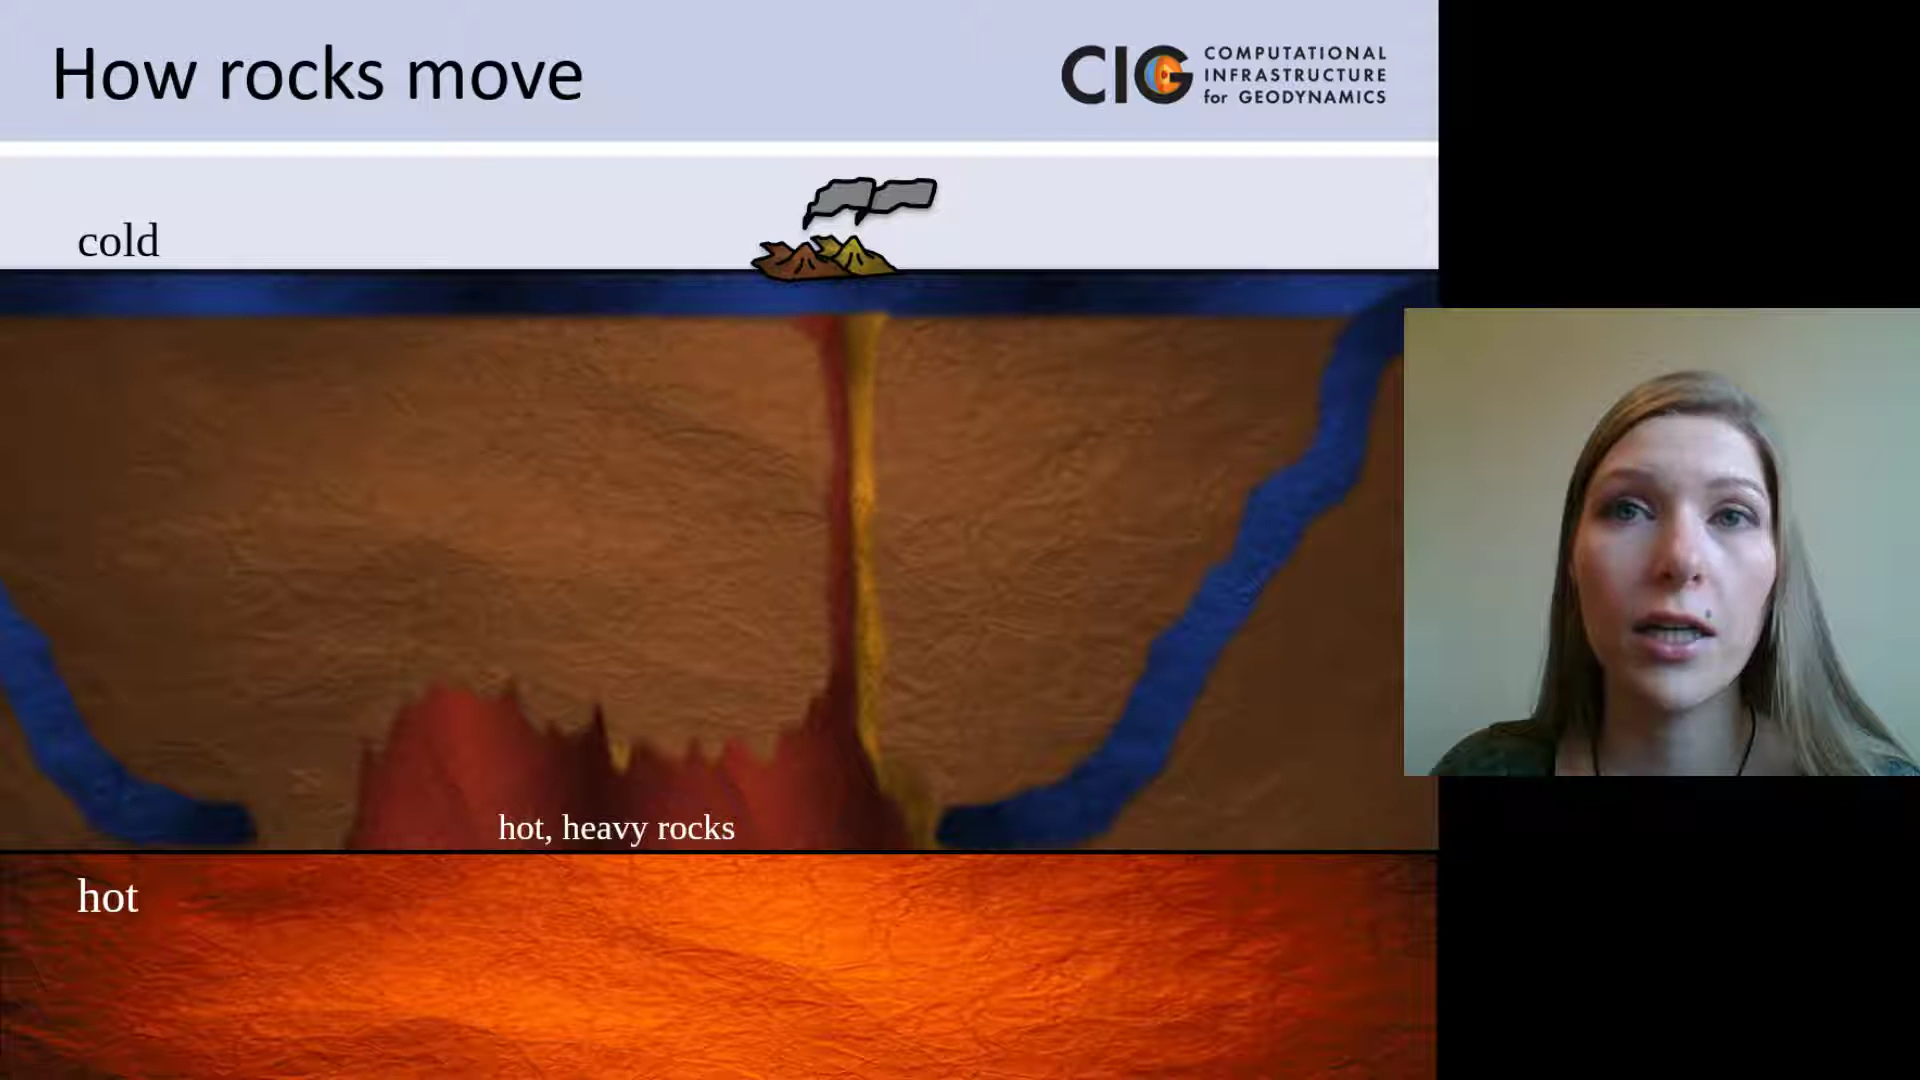 How rocks move
CIG
COMPUTATIONAL
INFRASTRUCTURE
for GEODYNAMICS
cold
hot, heavy rocks
hot